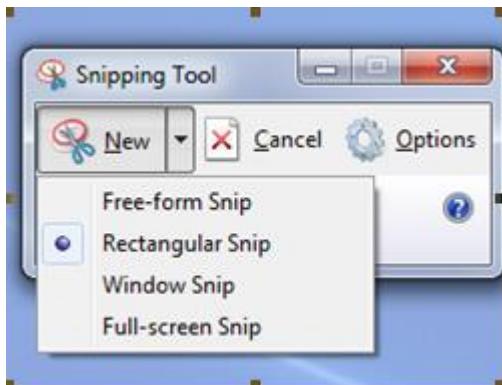 Snipping Tool
New Cancel Options
Free-form Snip
Rectangular Snip
Window Snip
Full-screen Snip